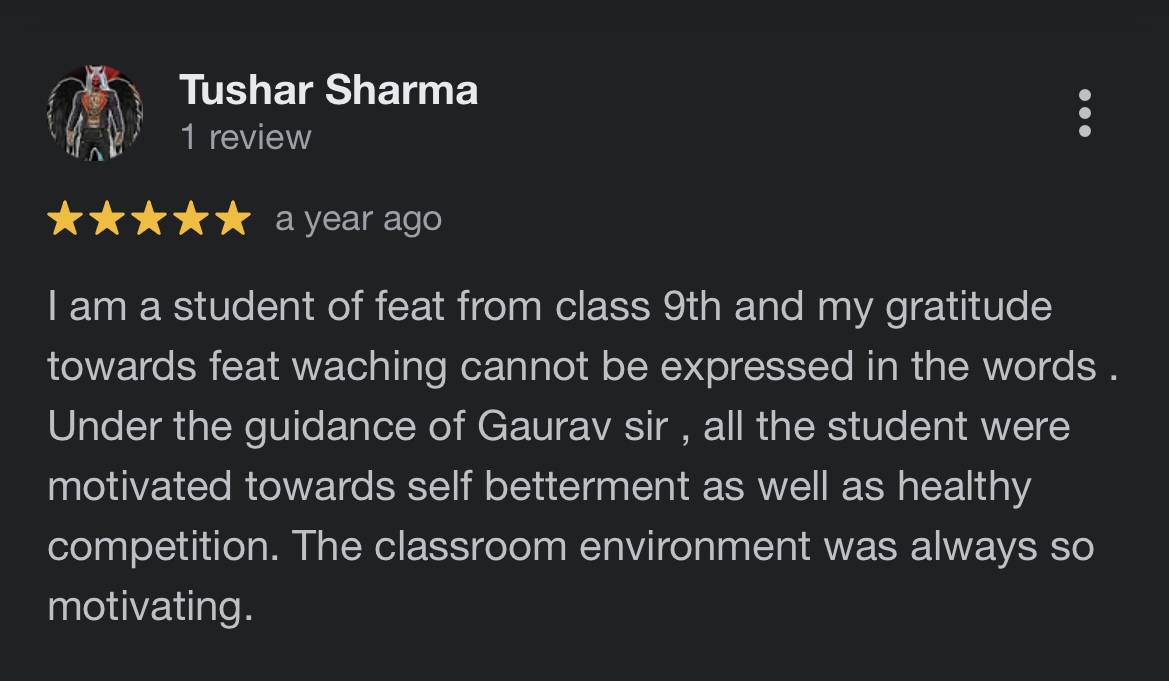 Tushar Sharma
1 review
a year ago
I am a student of feat from class 9th and my gratitude
towards feat waching cannot be expressed in the words .
Under the guidance of Gaurav sir , all the student were
motivated towards self betterment as well as healthy
competition. The classroom environment was always so
motivating.